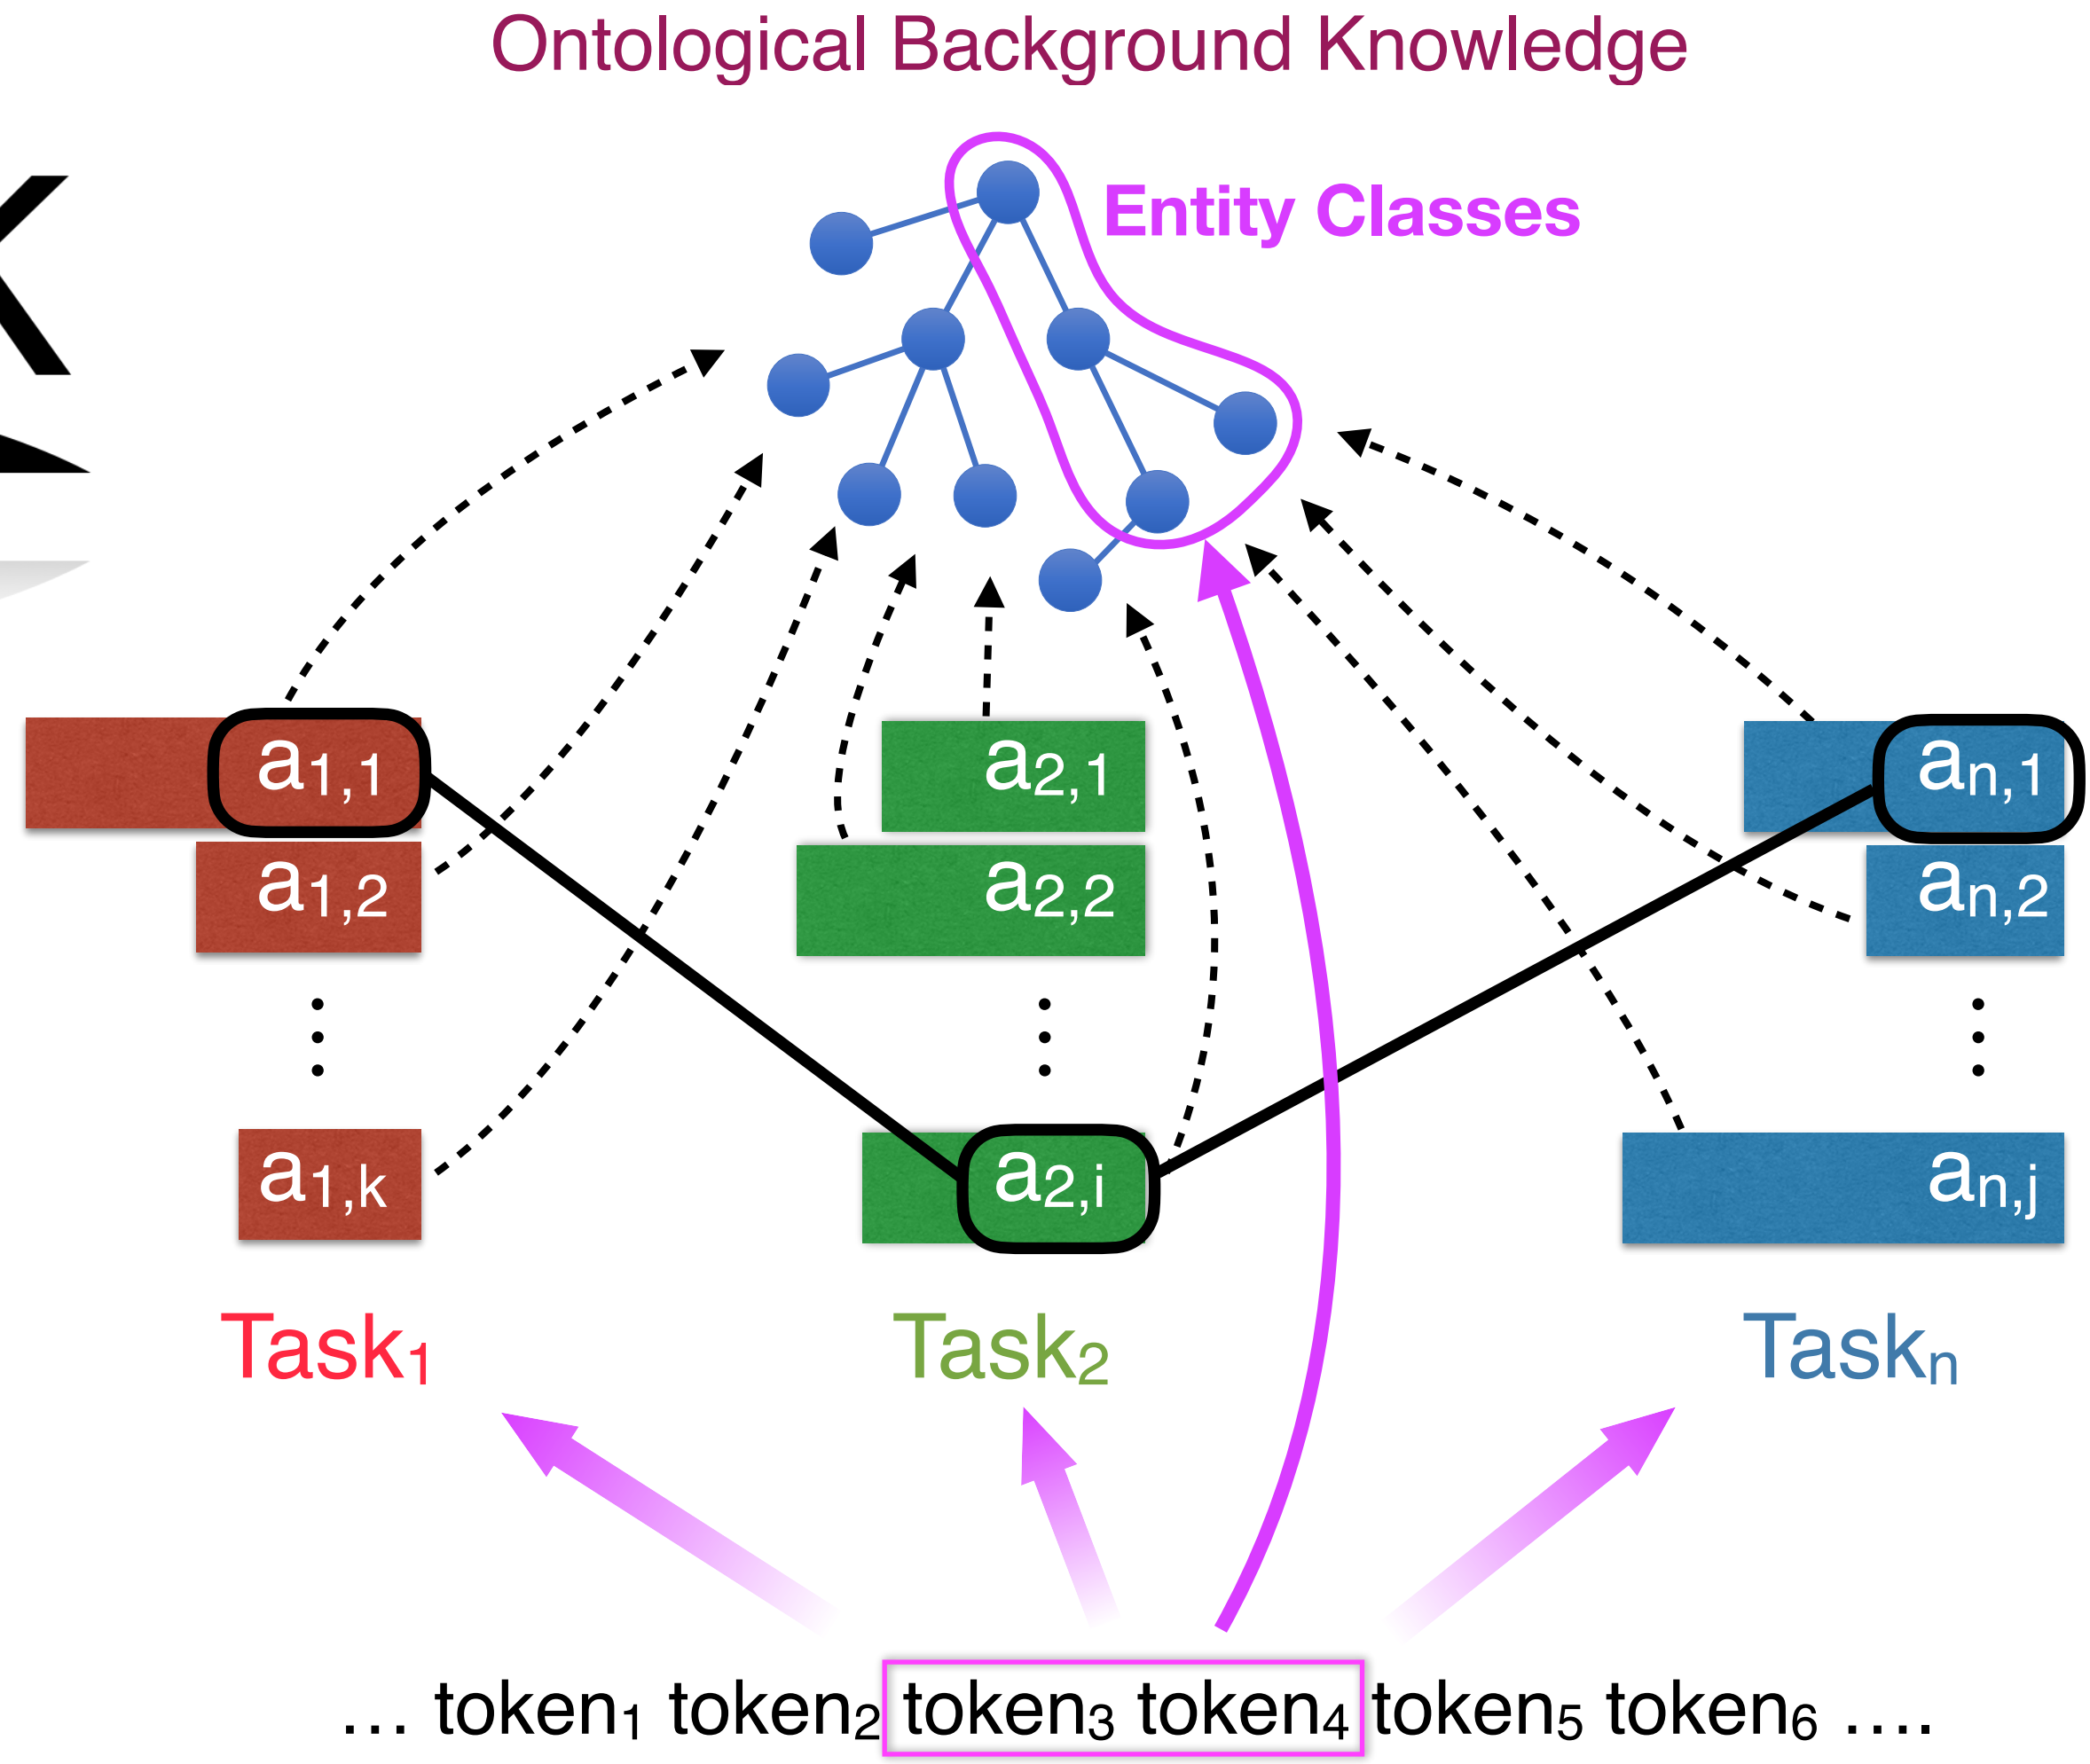 Ontological Background Knowledge
Entity Classes
a1,1 a2,1 an,1
a1,2 a2,2 an,2
a1,k a2,i an,j
Task1 Task2 Taskn
... token1 token2 token3 token4 token5 token6 ....